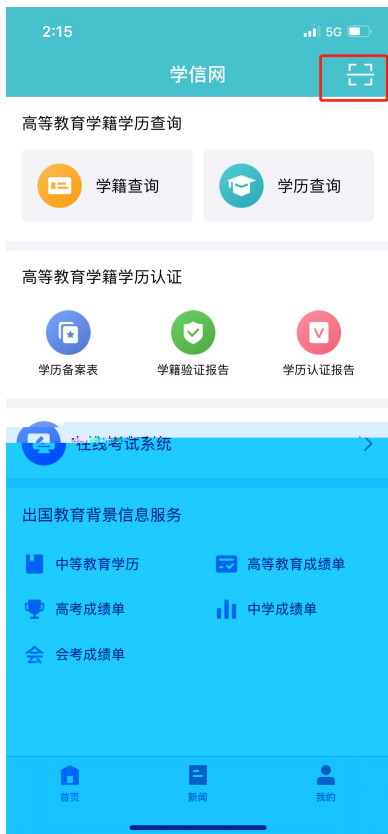 2:15 5G
学信网
高等教育学籍学历查询
学籍查询 学历查询
高等教育学籍学历认证
学历备案表 学籍验证报告 学历认证报告
在线考试系统
出国教育背景信息服务
中等教育学历 高等教育成绩单
高考成绩单 中学成绩单
会 会考成绩单
首页 新闻 我的